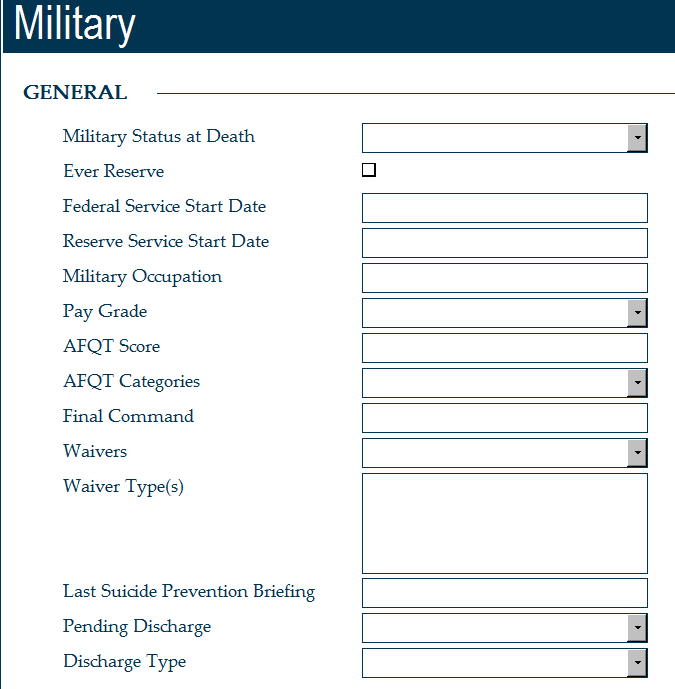 Military
GENERAL
Military Status at Death
Ever Reserve
Federal Service Start Date
Reserve Service Start Date
Military Occupation
Pay Grade
AFQT Score
AFQT Categories
Final Command
Waivers
Waiver Type(s)
Last Suicide Prevention Briefing
Pending Discharge
Discharge Type